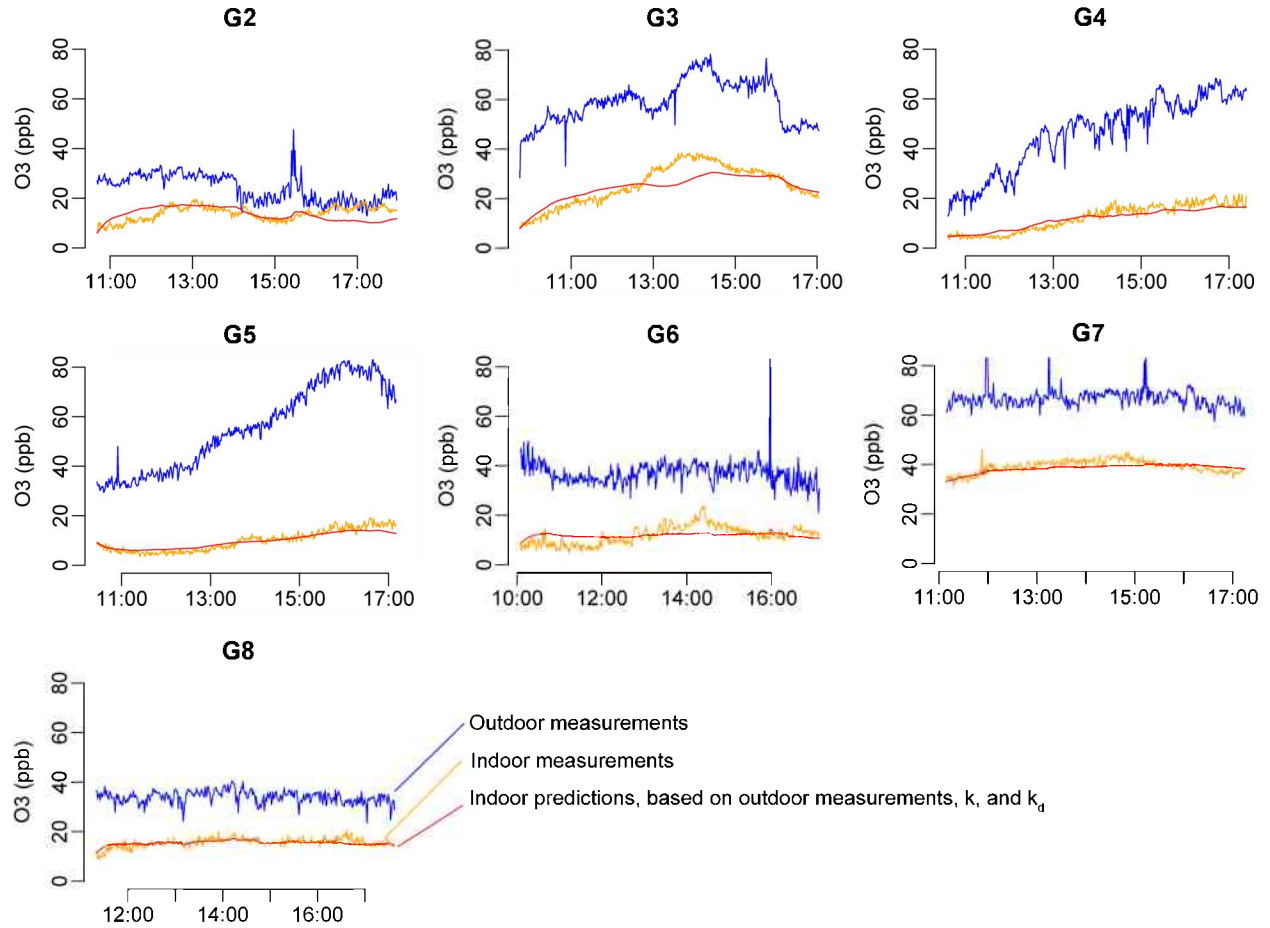 G2
G3
G4
O3 (ppb)
0 20 40 60 80
11:00 13:00 15:00 17:00
O3 (ppb)
0 20 40 60 80
11:00 13:00 15:00 17:00
O3 (ppb)
0 20 40 60 80
11:00 13:00 15:00 17:00
G5
G6
G7
O3 (ppb)
0 20 40 60 80
11:00 13:00 15:00 17:00
O3 (ppb)
0 20 40 60 80
10:00 12:00 14:00 16:00
O3 (ppb)
0 20 40 60 80
11:00 13:00 15:00 17:00
G8
O3 (ppb)
0 20 40 60 80
12:00 14:00 16:00
Outdoor measurements
Indoor measurements
Indoor predictions, based on outdoor measurements, k, and kd